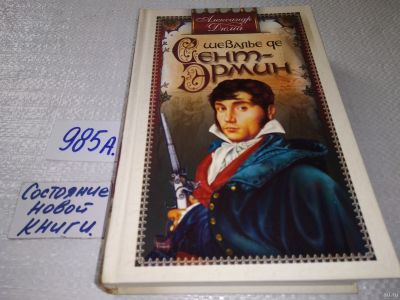 Александр
Дюма
Шевалье де
Сент-
Эрмин
985А.
Состояние
новой
книги.